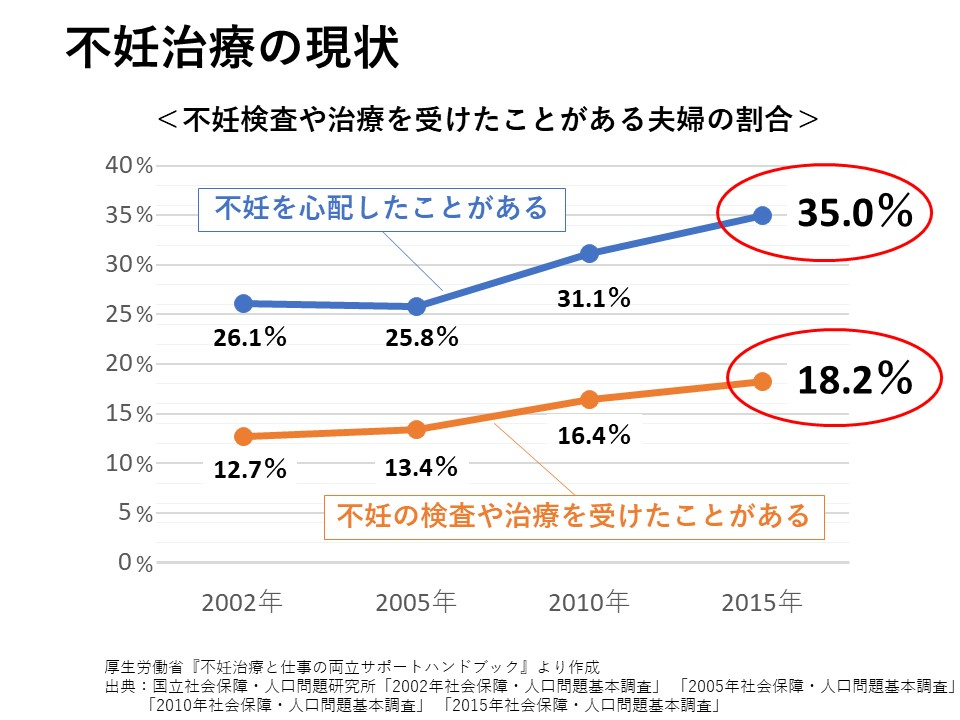 不妊治療の現状
＜不妊検査や治療を受けたことがある夫婦の割合＞
40%
35%
30%
25%
20%
15%
10%
5%
0%
不妊を心配したことがある
35.0%
31.1%
26.1%
25.8%
18.2%
16.4%
12.7%
13.4%
不妊の検査や治療を受けたことがある
2002年
2005年
2010年
2015年
厚生労働省『不妊治療と仕事の両立サポートハンドブック』より作成
出典：国立社会保障・人口問題研究所「2002年社会保障・人口問題基本調査」 「2005年社会保障・人口問題基本調査」
「2010年社会保障・人口問題基本調査」 「2015年社会保障・人口問題基本調査」